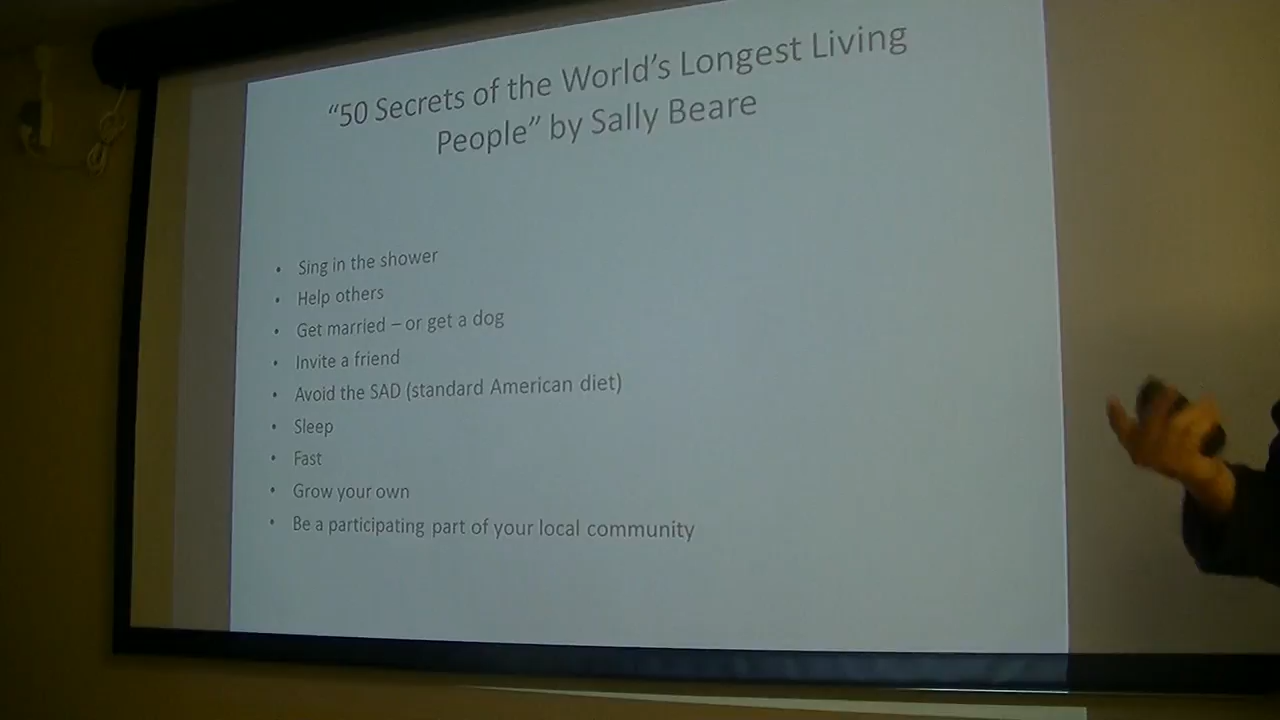 “50 Secrets of the World’s Longest Living
People” by Sally Beare
• Sing in the shower
• Help others
• Get married – or get a dog
• Invite a friend
• Avoid the SAD (standard American diet)
• Sleep
• Fast
• Grow your own
• Be a participating part of your local community